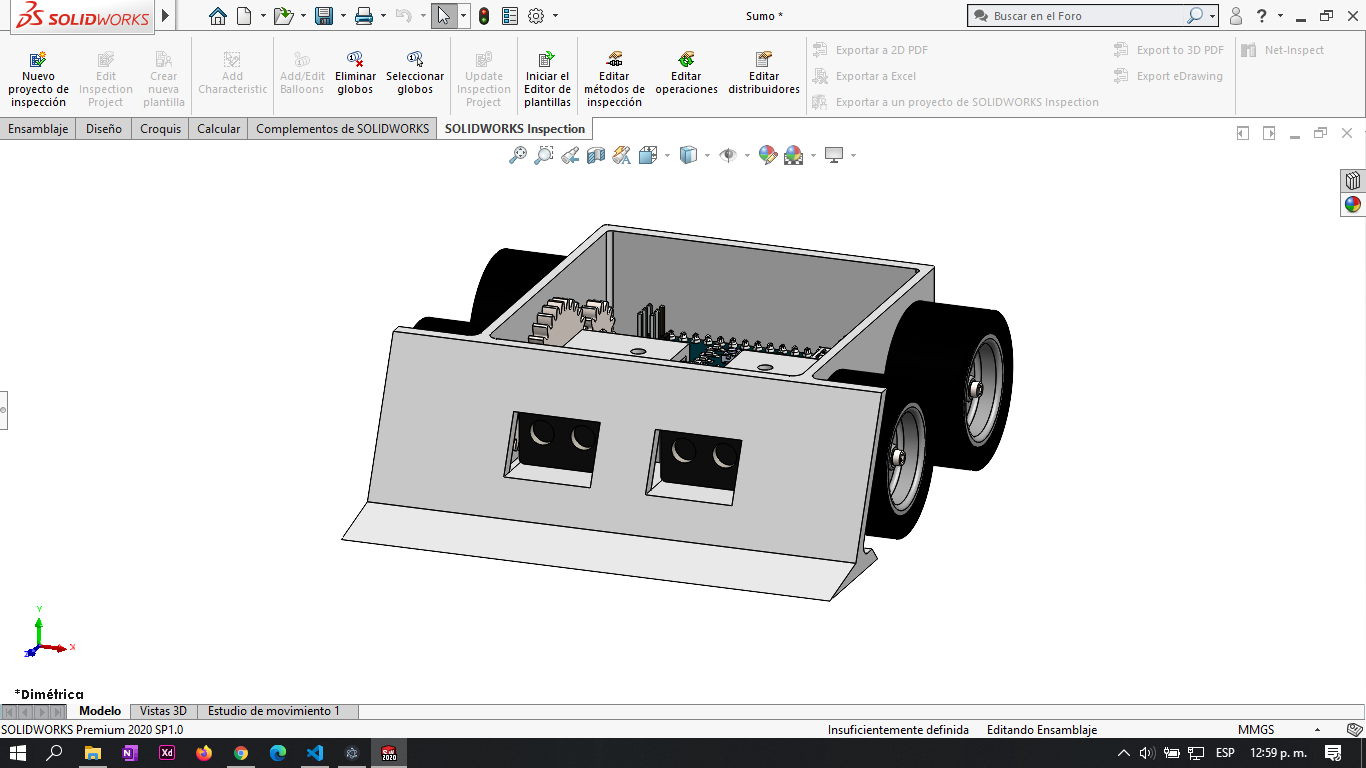 SOLIDWORKS
Sumo *
Buscar en el Foro
Nuevo
proyecto de
inspección
Edit
Inspection
Project
Crear
nueva
plantilla
Add
Characteristic
Add/Edit
Balloons
Eliminar
globos
Seleccionar
globos
Update
Inspection
Project
Iniciar el
Editor de
plantillas
Editar
métodos de
inspección
Editar
operaciones
Editar
distribuidores
Exportar a 2D PDF
Exportar a Excel
Exportar a un proyecto de SOLIDWORKS Inspection
Export to 3D PDF
Export eDrawing
Net-Inspect
Ensamblaje
Diseño
Croquis
Calcular
Complementos de SOLIDWORKS
SOLIDWORKS Inspection
Y
X
Z
*Dimétrica
Modelo
Vistas 3D
Estudio de movimiento 1
SOLIDWORKS Premium 2020 SP1.0
Insuficientemente definida
Editando Ensamblaje
MMGS
ESP
12:59 p. m.